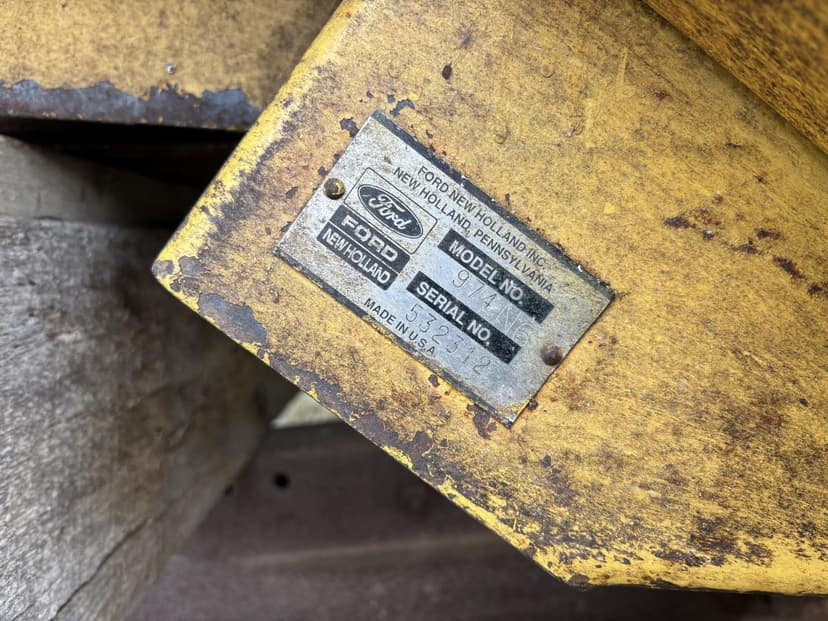 FORD NEW HOLLAND INC.
NEW HOLLAND, PENNSYLVANIA
Ford
FORD
NEW HOLLAND
MODEL NO.
974N6
SERIAL NO.
532312
MADE IN U.S.A.